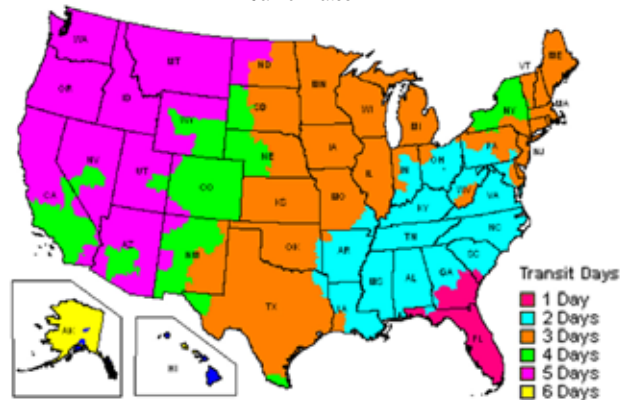 WA
MT
ND
MN
VT
ME
OR
ID
SD
WI
MI
NY
MA
WY
NE
IA
PA
NJ
NV
UT
CO
IL
IN
OH
CA
KS
MO
WV
VA
KY
AZ
NM
OK
AR
TN
NC
SC
TX
LA
MS
AL
GA
FL
AK
HI
Transit Days
1 Day
2 Days
3 Days
4 Days
5 Days
6 Days